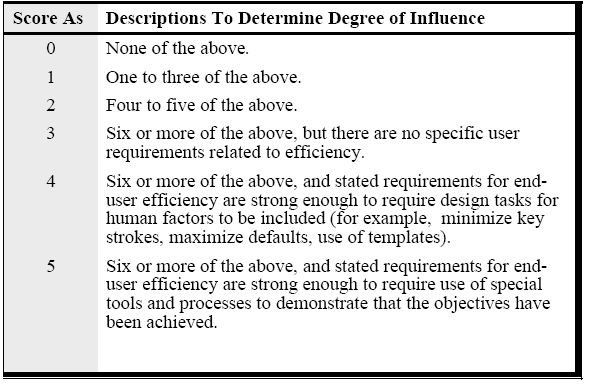 Score As Descriptions To Determine Degree of Influence
0 None of the above.
1 One to three of the above.
2 Four to five of the above.
3 Six or more of the above, but there are no specific user
requirements related to efficiency.
4 Six or more of the above, and stated requirements for end-
user efficiency are strong enough to require design tasks for
human factors to be included (for example, minimize key
strokes, maximize defaults, use of templates).
5 Six or more of the above, and stated requirements for end-
user efficiency are strong enough to require use of special
tools and processes to demonstrate that the objectives have
been achieved.